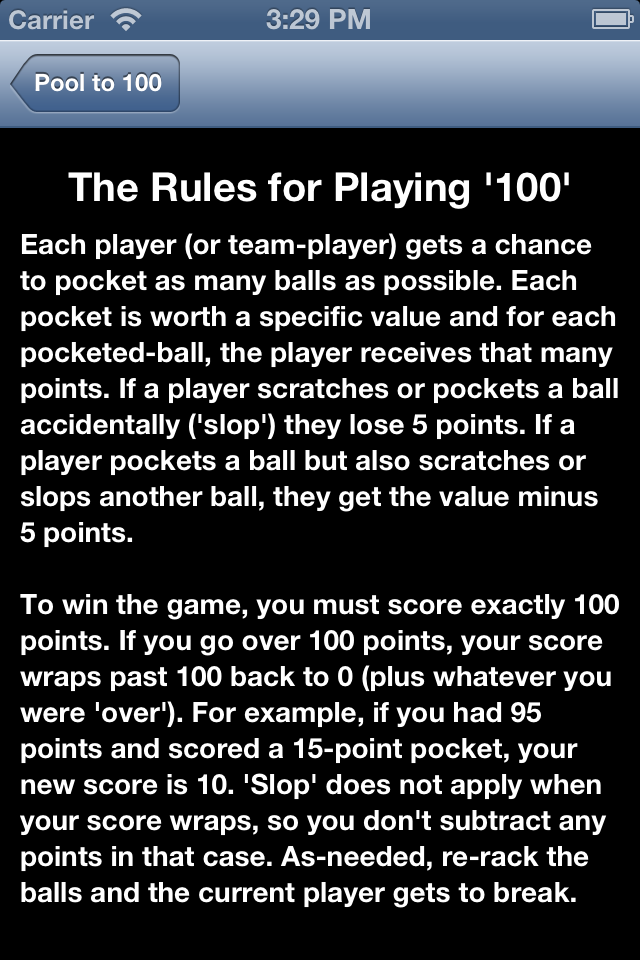 Carrier 3:29 PM
Pool to 100
The Rules for Playing '100'
Each player (or team-player) gets a chance
to pocket as many balls as possible. Each
pocket is worth a specific value and for each
pocketed-ball, the player receives that many
points. If a player scratches or pockets a ball
accidentally ('slop') they lose 5 points. If a
player pockets a ball but also scratches or
slops another ball, they get the value minus
5 points.
To win the game, you must score exactly 100
points. If you go over 100 points, your score
wraps past 100 back to 0 (plus whatever you
were 'over'). For example, if you had 95
points and scored a 15-point pocket, your
new score is 10. 'Slop' does not apply when
your score wraps, so you don't subtract any
points in that case. As-needed, re-rack the
balls and the current player gets to break.